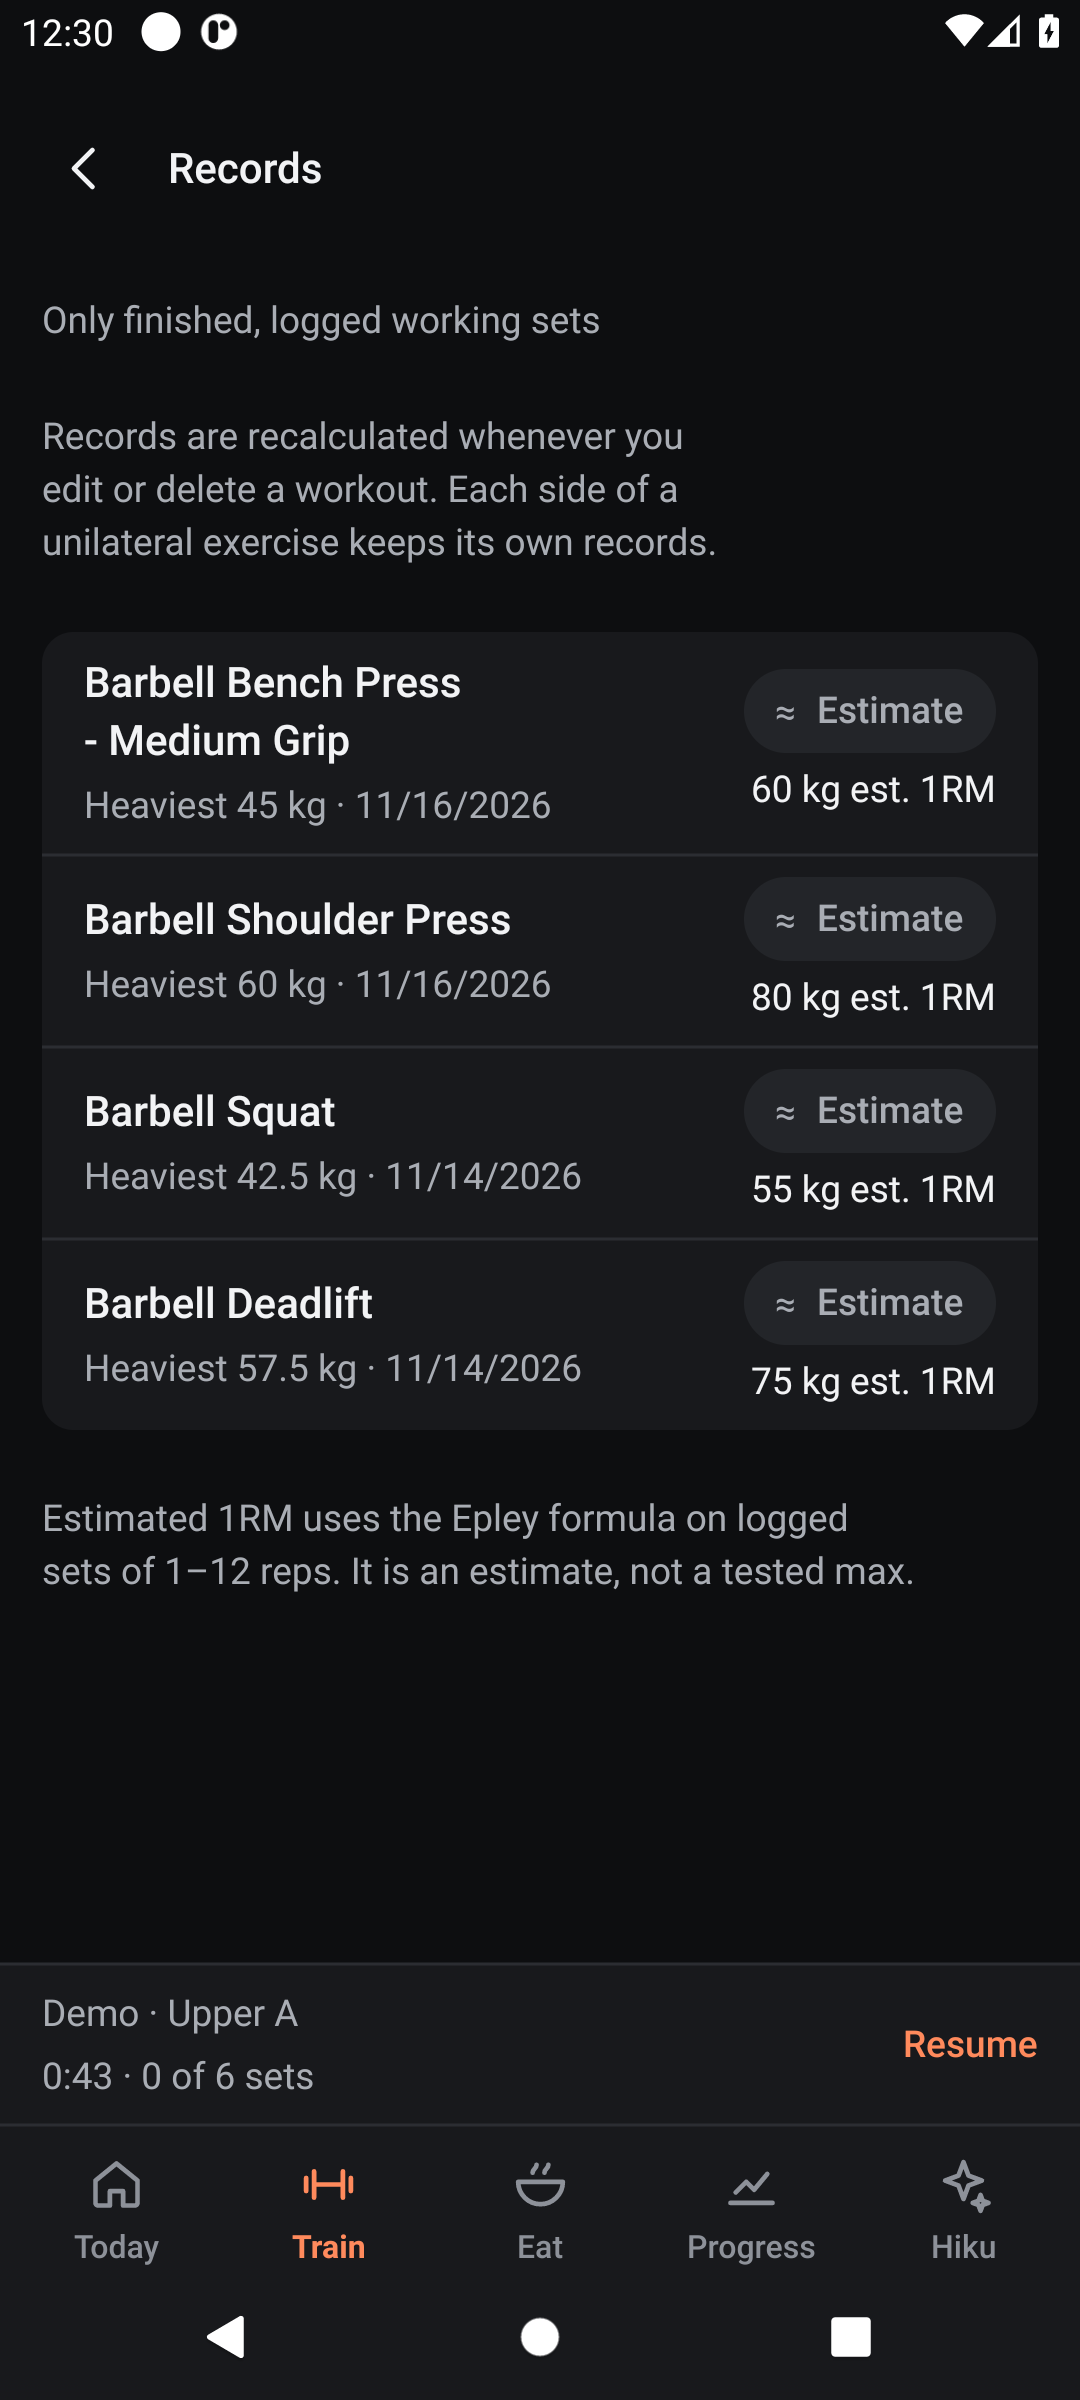 12:30
Records
Only finished, logged working sets
Records are recalculated whenever you
edit or delete a workout. Each side of a
unilateral exercise keeps its own records.
Barbell Bench Press
- Medium Grip
Heaviest 45 kg · 11/16/2026
≈ Estimate
60 kg est. 1RM
Barbell Shoulder Press
Heaviest 60 kg · 11/16/2026
≈ Estimate
80 kg est. 1RM
Barbell Squat
Heaviest 42.5 kg · 11/14/2026
≈ Estimate
55 kg est. 1RM
Barbell Deadlift
Heaviest 57.5 kg · 11/14/2026
≈ Estimate
75 kg est. 1RM
Estimated 1RM uses the Epley formula on logged
sets of 1–12 reps. It is an estimate, not a tested max.
Demo · Upper A
0:43 · 0 of 6 sets
Resume
Today
Train
Eat
Progress
Hiku